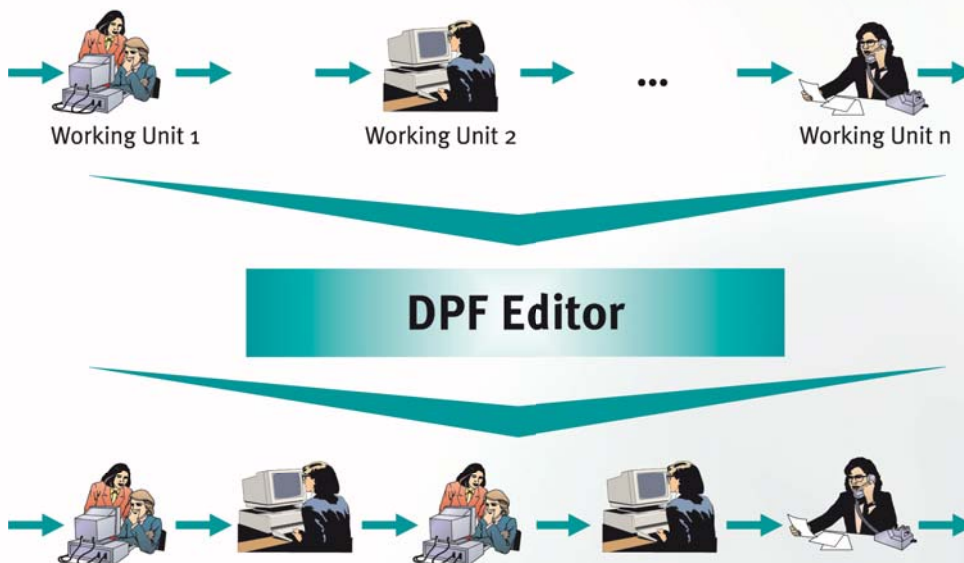 ...
Working Unit 1
Working Unit 2
Working Unit n
DPF Editor